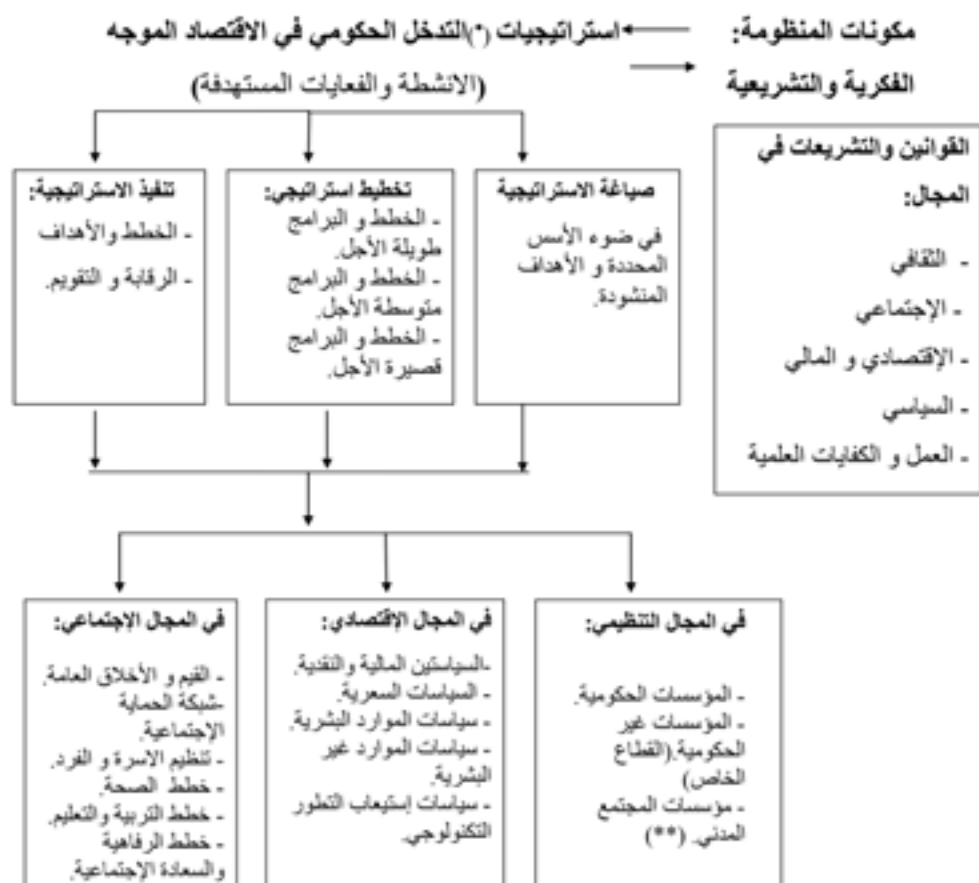 مكونات المنظومة: استراتيجيات (*)التدخل الحكومي في الاقتصاد الموجه
الفكرية والتشريعية (الانشطة والفعايات المستهدفة)
القوانين والتشريعات في
المجال:
- الثقافي
- الإجتماعي
- الإقتصادي و المالي
- السياسي
- العمل و الكفايات العلمية
صياغة الاستراتيجية
في ضوء الأسس
المحددة و الأهداف
المنشودة.
تخطيط استراتيجي:
- الخطط و البرامج
طويلة الأجل.
- الخطط و البرامج
متوسطة الأجل.
- الخطط و البرامج
قصيرة الأجل.
تنفيذ الاستراتيجية:
- الخطط والأهداف
- الرقابة و التقويم.
في المجال التنظيمي:
- المؤسسات الحكومية.
- المؤسسات غير
الحكومية.(القطاع
الخاص)
- مؤسسات المجتمع
المدني. (**)
في المجال الإقتصادي:
-السياستين المالية والنقدية.
- السياسات السعرية.
- سياسات الموارد البشرية.
- سياسات الموارد غير
البشرية.
- سياسات إستيعاب التطور
التكنولوجي.
في المجال الإجتماعي:
- القيم و الأخلاق العامة.
-شبكة الحماية
الإجتماعية.
- تنظيم الاسرة و الفرد.
- خطط الصحة.
- خطط التربية والتعليم.
- خطط الرفاهية
والسعادة الإجتماعية.